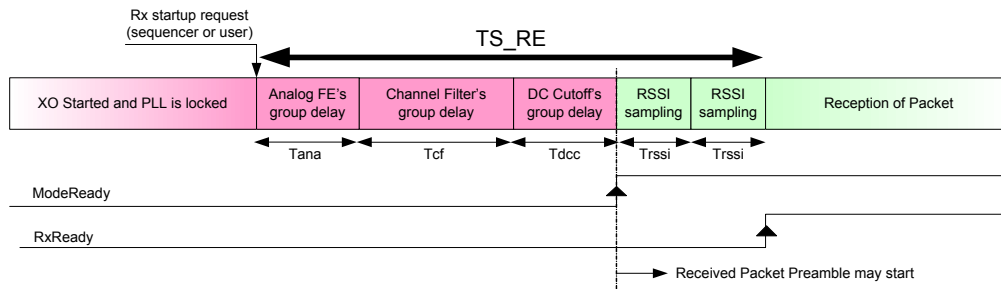 Rx startup request
(sequencer or user)
TS_RE
XO Started and PLL is locked
Analog FE's
group delay
Channel Filter's
group delay
DC Cutoff's
group delay
RSSI
sampling
RSSI
sampling
Reception of Packet
Tana
Tcf
Tdcc
Trssi
Trssi
ModeReady
RxReady
Received Packet Preamble may start